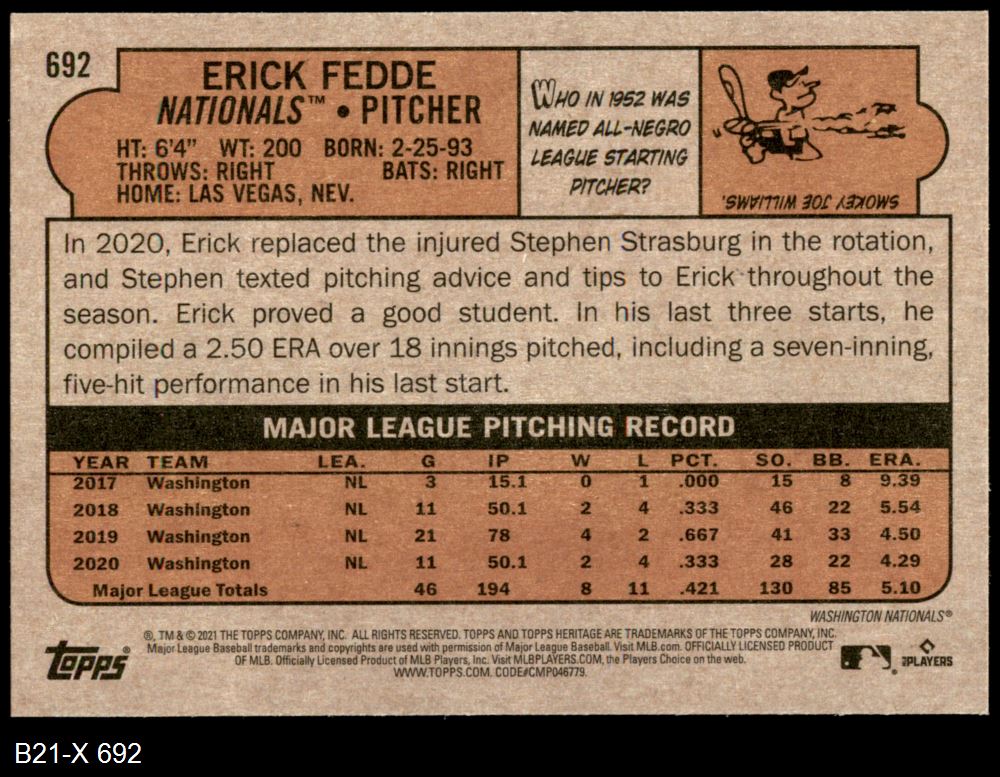 692
ERICK FEDDE
NATIONALS™ • PITCHER
HT: 6'4" WT: 200 BORN: 2-25-93
THROWS: RIGHT BATS: RIGHT
HOME: LAS VEGAS, NEV.
WHO IN 1952 WAS
NAMED ALL-NEGRO
LEAGUE STARTING
PITCHER?
SMOKEY JOE WILLIAMS.
In 2020, Erick replaced the injured Stephen Strasburg in the rotation,
and Stephen texted pitching advice and tips to Erick throughout the
season. Erick proved a good student. In his last three starts, he
compiled a 2.50 ERA over 18 innings pitched, including a seven-inning,
five-hit performance in his last start.
MAJOR LEAGUE PITCHING RECORD
YEAR TEAM LEA. G IP W L PCT. SO. BB. ERA.
2017 Washington NL 3 15.1 0 1 .000 15 8 9.39
2018 Washington NL 11 50.1 2 4 .333 46 22 5.54
2019 Washington NL 21 78 4 2 .667 41 33 4.50
2020 Washington NL 11 50.1 2 4 .333 28 22 4.29
Major League Totals 46 194 8 11 .421 130 85 5.10
WASHINGTON NATIONALS®
®, TM & © 2021 THE TOPPS COMPANY, INC. ALL RIGHTS RESERVED. TOPPS AND TOPPS HERITAGE ARE TRADEMARKS OF THE TOPPS COMPANY, INC.
Major League Baseball trademarks and copyrights are used with permission of Major League Baseball. Visit MLB.com. OFFICIALLY LICENSED PRODUCT
OF MLB. Officially Licensed Product of MLB Players, Inc. Visit MLBPLAYERS.COM, the Players Choice on the web.
WWW.TOPPS.COM. CODE#CMP046779.
topps®
PLAYERS
B21-X 692